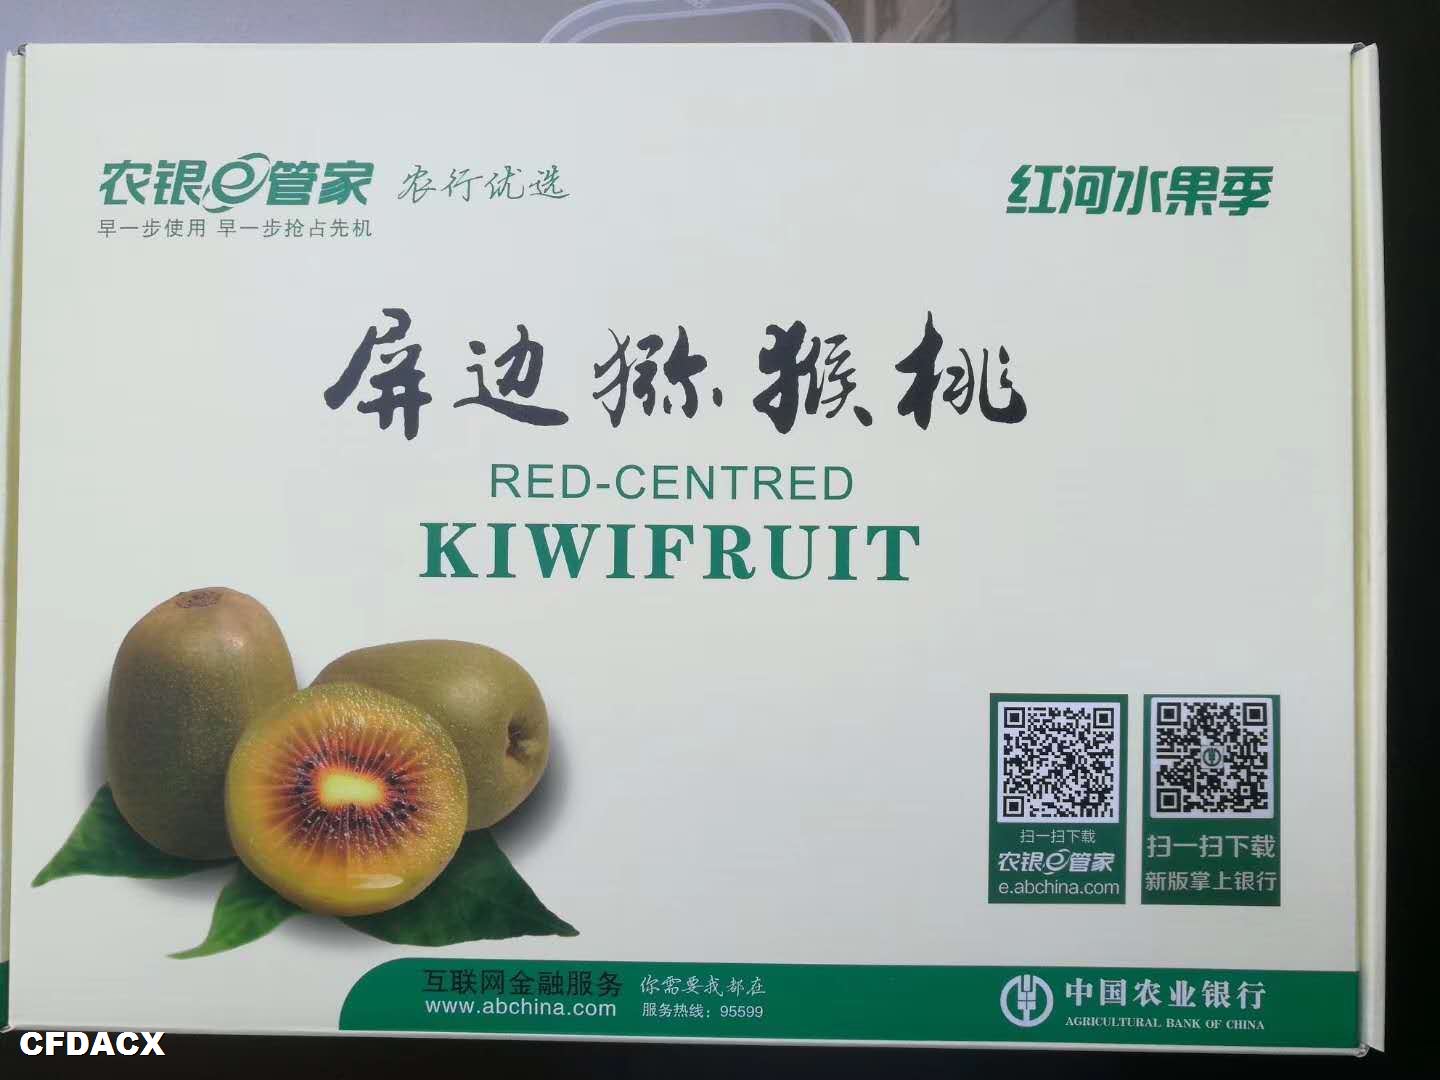 农银e管家 农行优选
早一步使用 早一步抢占先机
红河水果季
屏边猕猴桃
RED-CENTRED
KIWIFRUIT
扫一扫下载
农银e管家
e.abchina.com
扫一扫下载
新版掌上银行
互联网金融服务
www.abchina.com
你需要我都在
服务热线：95599
中国农业银行
AGRICULTURAL BANK OF CHINA
CFDACX